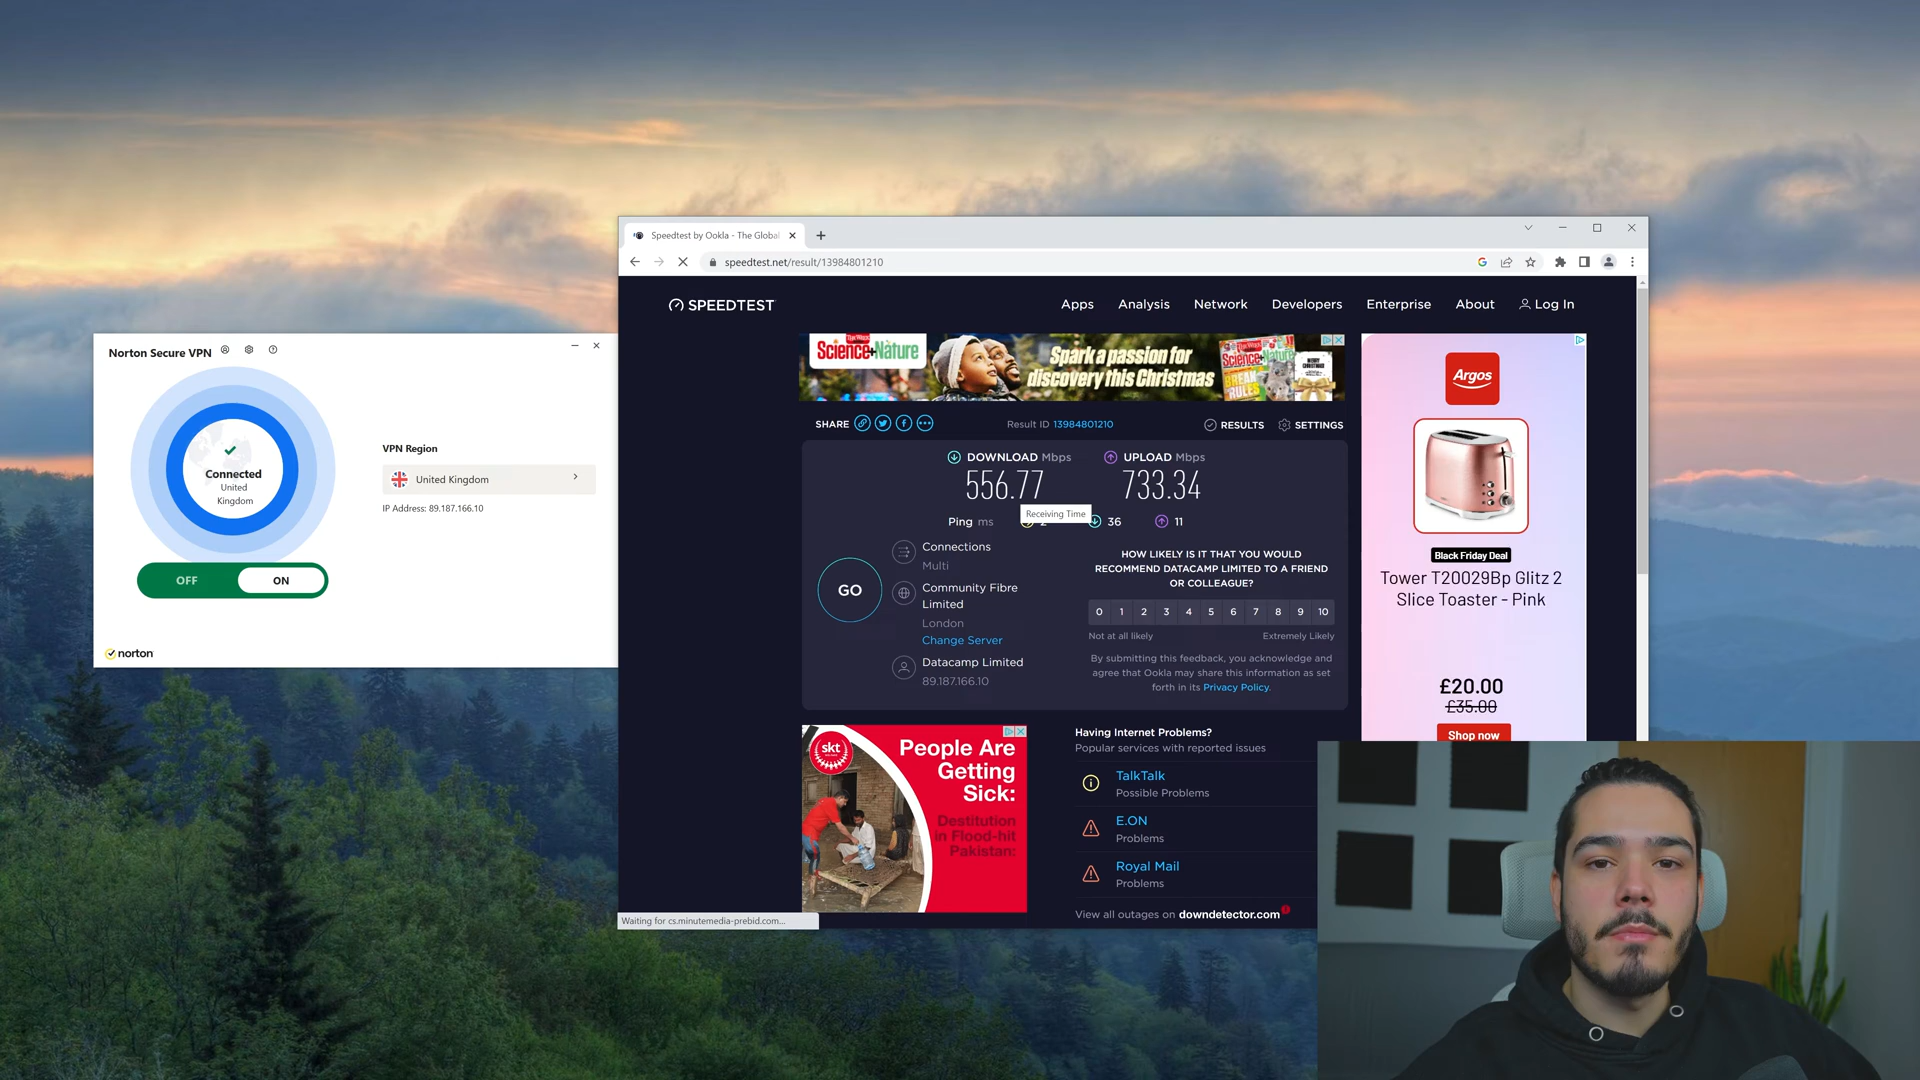 Norton Secure VPN
Connected
United
Kingdom
OFF
ON
VPN Region
United Kingdom
IP Address: 89.187.166.10
norton
Speedtest by Ookla - The Global
speedtest.net/result/13984801210
SPEEDTEST
Apps
Analysis
Network
Developers
Enterprise
About
Log In
THE WEEK
Science+Nature
Spark a passion for
discovery this Christmas
SHARE
Result ID 13984801210
RESULTS
SETTINGS
DOWNLOAD Mbps
556.77
UPLOAD Mbps
733.34
Receiving Time
Ping ms
36
11
GO
Connections
Multi
Community Fibre
Limited
London
Change Server
Datacamp Limited
89.187.166.10
HOW LIKELY IS IT THAT YOU WOULD
RECOMMEND DATACAMP LIMITED TO A FRIEND
OR COLLEAGUE?
0 1 2 3 4 5 6 7 8 9 10
Not at all likely
Extremely Likely
By submitting this feedback, you acknowledge and
agree that Ookla may share this information as set
forth in its Privacy Policy.
Argos
Black Friday Deal
Tower T20029Bp Glitz 2
Slice Toaster - Pink
£20.00
£35.00
Shop now
skt
People Are
Getting
Sick:
Destitution
in Flood-hit
Pakistan:
Having Internet Problems?
Popular services with reported issues
TalkTalk
Possible Problems
E.ON
Problems
Royal Mail
Problems
View all outages on downdetector.com
Waiting for cs.minutemedia-prebid.com...